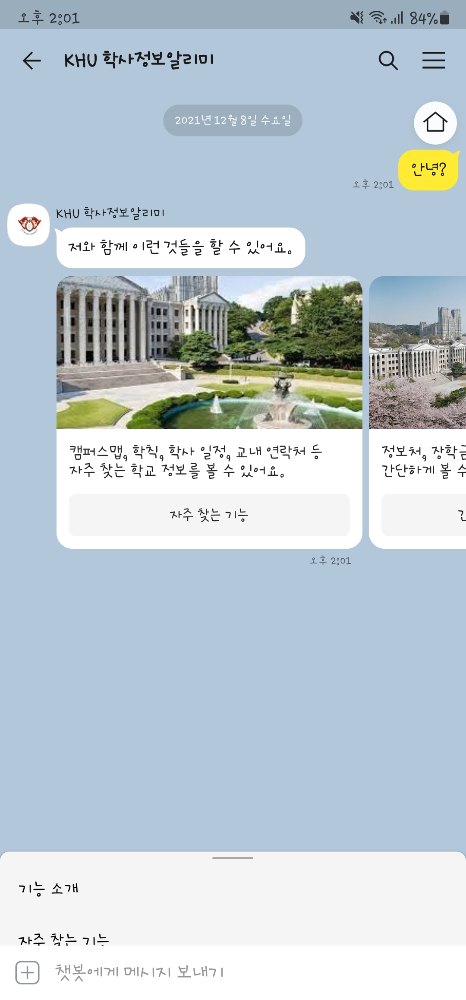 오후 2:01
84%
KHU 학사정보알리미
2021년 12월 8일 수요일
안녕?
오후 2:01
KHU 학사정보알리미
저와 함께 이런 것들을 할 수 있어요.
캠퍼스맵, 학칙, 학사 일정, 교내 연락처 등
자주 찾는 학교 정보를 볼 수 있어요.
자주 찾는 기능
정보처, 장학금
간단하게 볼 수
오후 2:01
기능 소개
자주 찾는 기능
챗봇에게 메시지 보내기